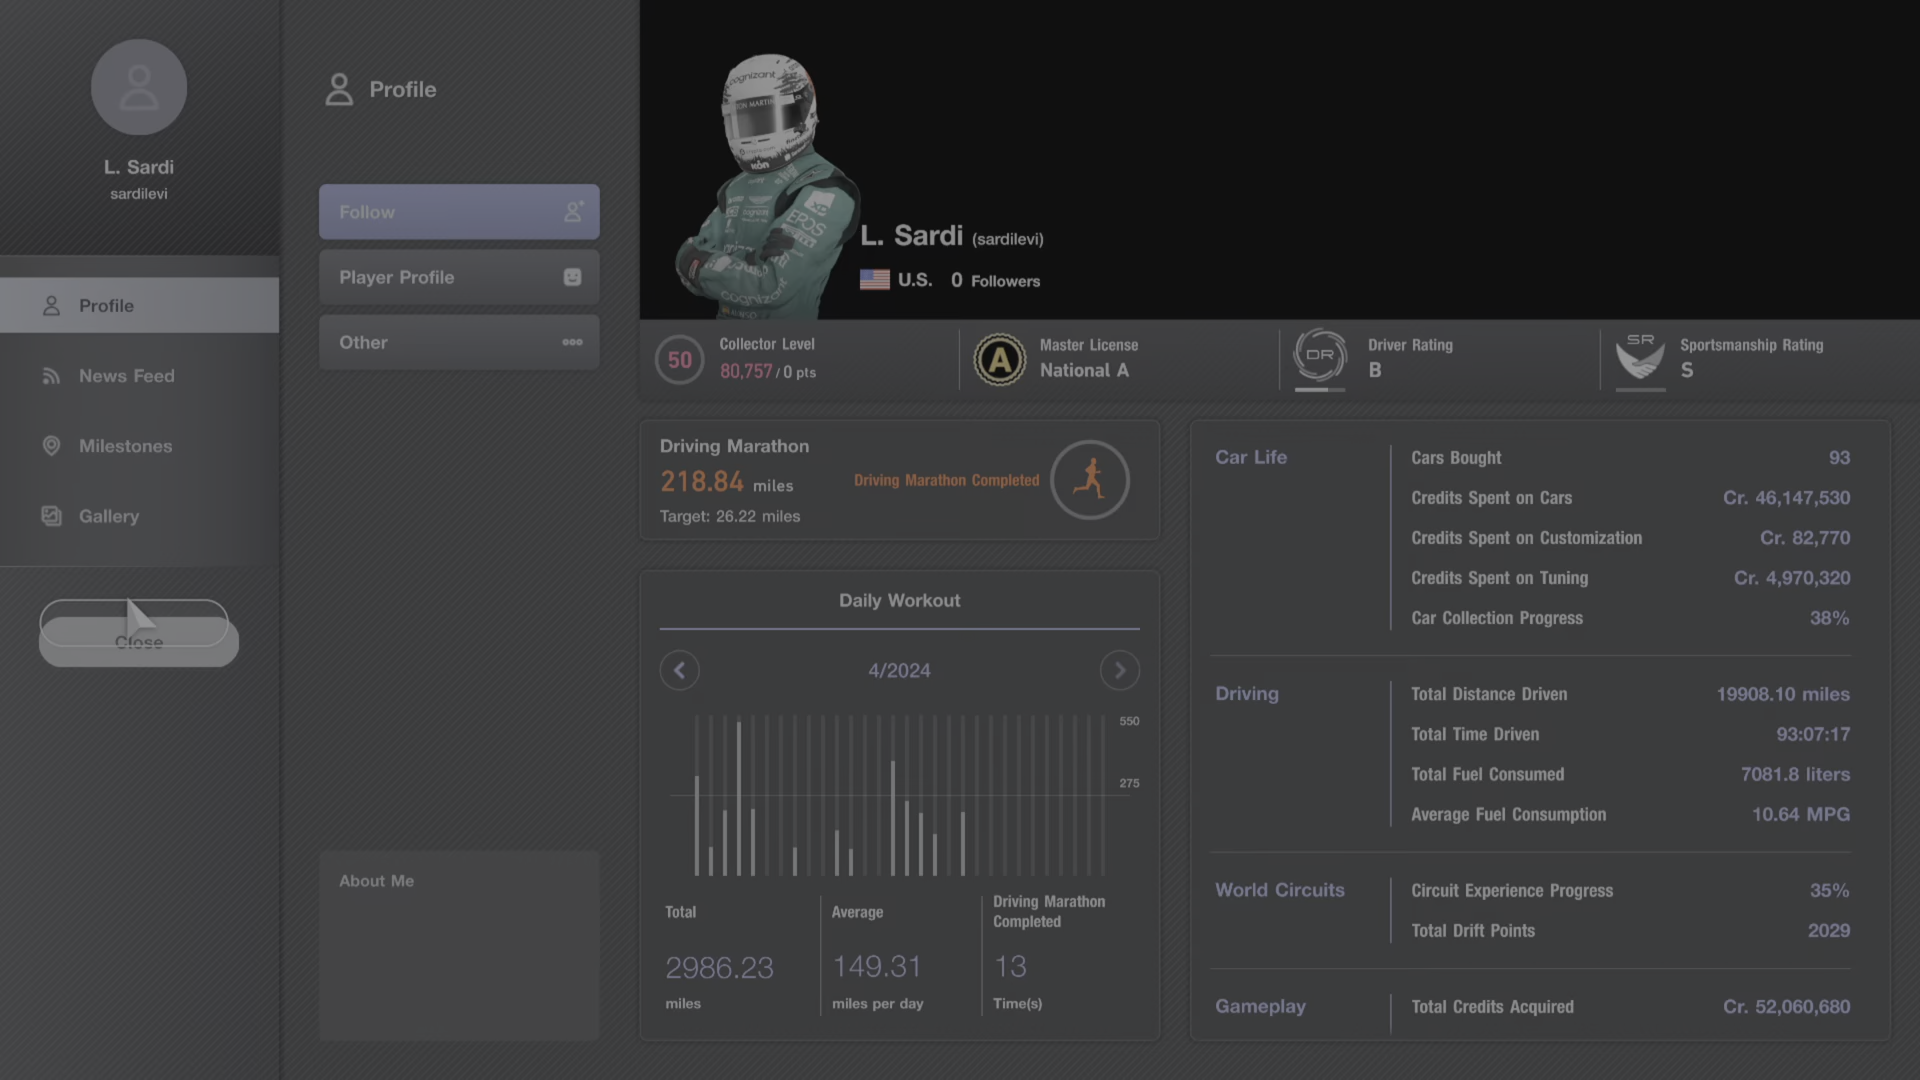 L. Sardi
sardilevi
Profile
News Feed
Milestones
Gallery
Close
Profile
Follow
Player Profile
Other
About Me
cognizant
L. Sardi (sardilevi)
U.S. 0 Followers
XP
EPOS
cognizant
50
Collector Level
80,757 / 0 pts
A
Master License
National A
DR
Driver Rating
B
SR
Sportsmanship Rating
S
Driving Marathon
218.84 miles
Target: 26.22 miles
Driving Marathon Completed
Daily Workout
4/2024
550
275
Total
2986.23
miles
Average
149.31
miles per day
Driving Marathon
Completed
13
Time(s)
Car Life
Cars Bought 93
Credits Spent on Cars Cr. 46,147,530
Credits Spent on Customization Cr. 82,770
Credits Spent on Tuning Cr. 4,970,320
Car Collection Progress 38%
Driving
Total Distance Driven 19908.10 miles
Total Time Driven 93:07:17
Total Fuel Consumed 7081.8 liters
Average Fuel Consumption 10.64 MPG
World Circuits
Circuit Experience Progress 35%
Total Drift Points 2029
Gameplay
Total Credits Acquired Cr. 52,060,680